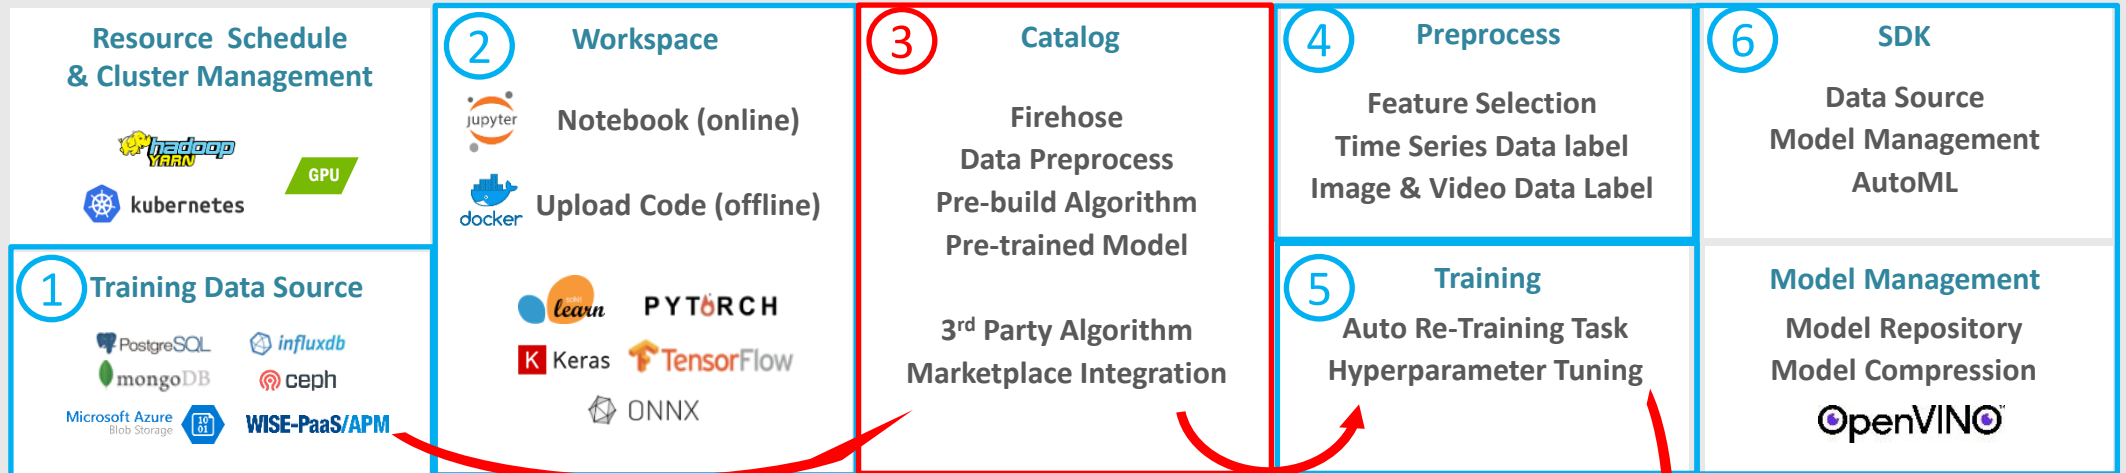 Resource Schedule
& Cluster Management
hadoop
YARN
GPU
kubernetes
1
Training Data Source
PostgreSQL
influxdb
mongoDB
ceph
Microsoft Azure
Blob Storage
10
01
WISE-PaaS/APM
2
Workspace
jupyter
Notebook (online)
docker
Upload Code (offline)
scikit
learn
PYTORCH
K Keras
TensorFlow
ONNX
3
Catalog
Firehose
Data Preprocess
Pre-build Algorithm
Pre-trained Model
3rd Party Algorithm
Marketplace Integration
4
Preprocess
Feature Selection
Time Series Data label
Image & Video Data Label
5
Training
Auto Re-Training Task
Hyperparameter Tuning
6
SDK
Data Source
Model Management
AutoML
Model Management
Model Repository
Model Compression
OpenVINO